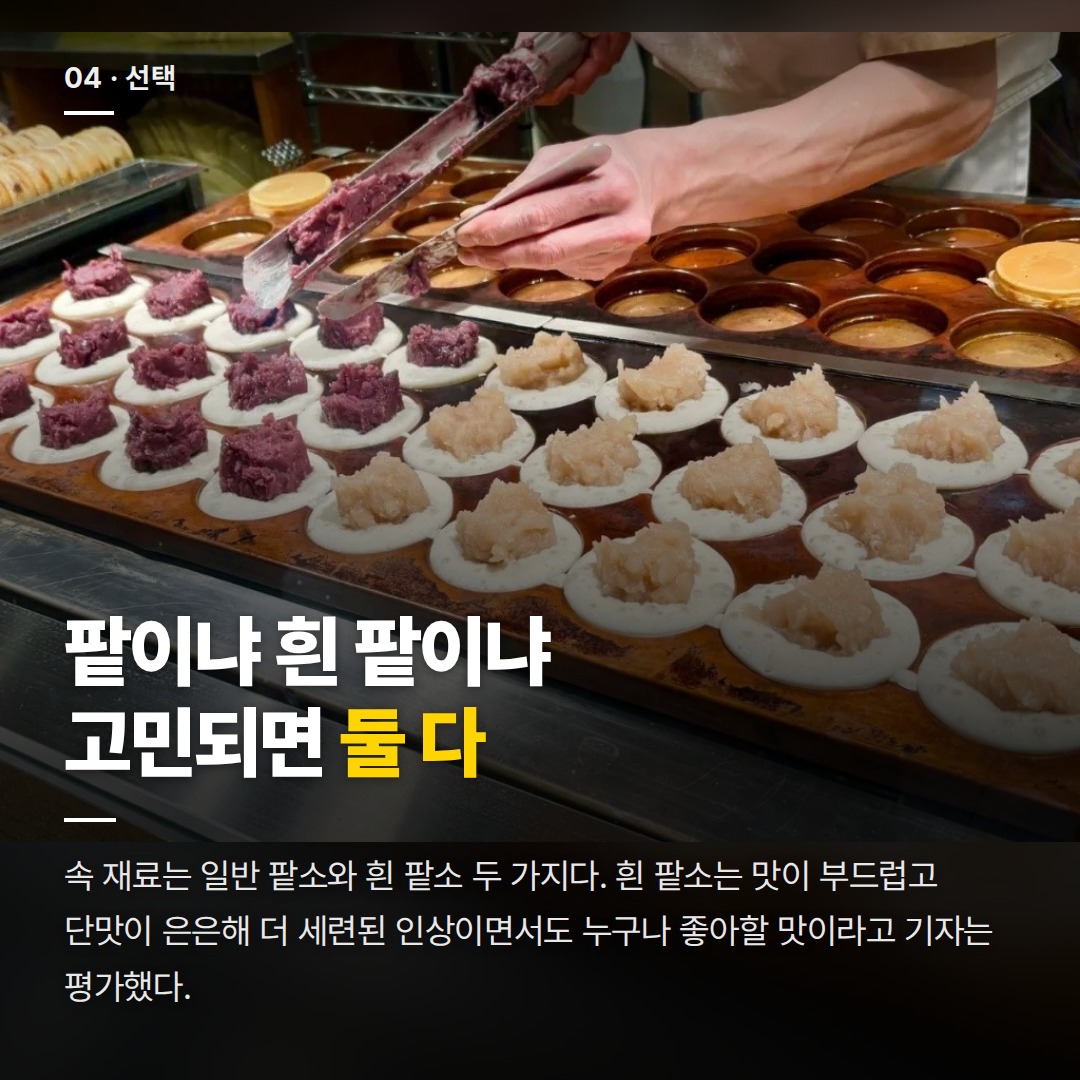 04 · 선택
팥이냐 흰 팥이냐
고민되면 둘 다
속 재료는 일반 팥소와 흰 팥소 두 가지다. 흰 팥소는 맛이 부드럽고
단맛이 은은해 더 세련된 인상이면서도 누구나 좋아할 맛이라고 기자는
평가했다.